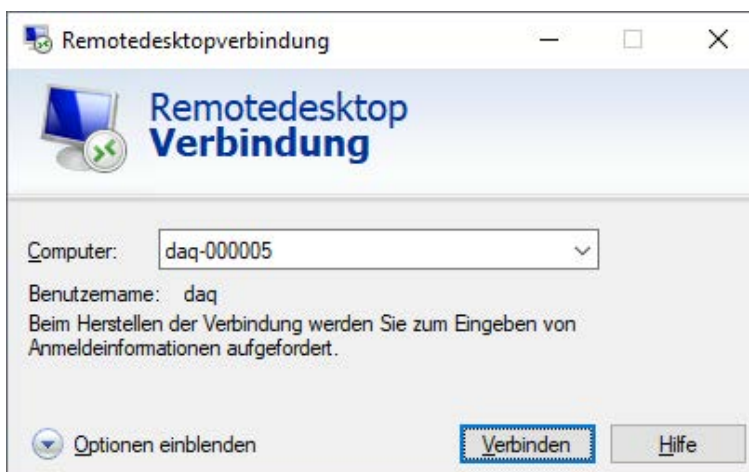 Remotedesktopverbindung
Remotedesktop
Verbindung
Computer: daq-000005
Benutzername: daq
Beim Herstellen der Verbindung werden Sie zum Eingeben von
Anmeldeinformationen aufgefordert.
Optionen einblenden Verbinden Hilfe